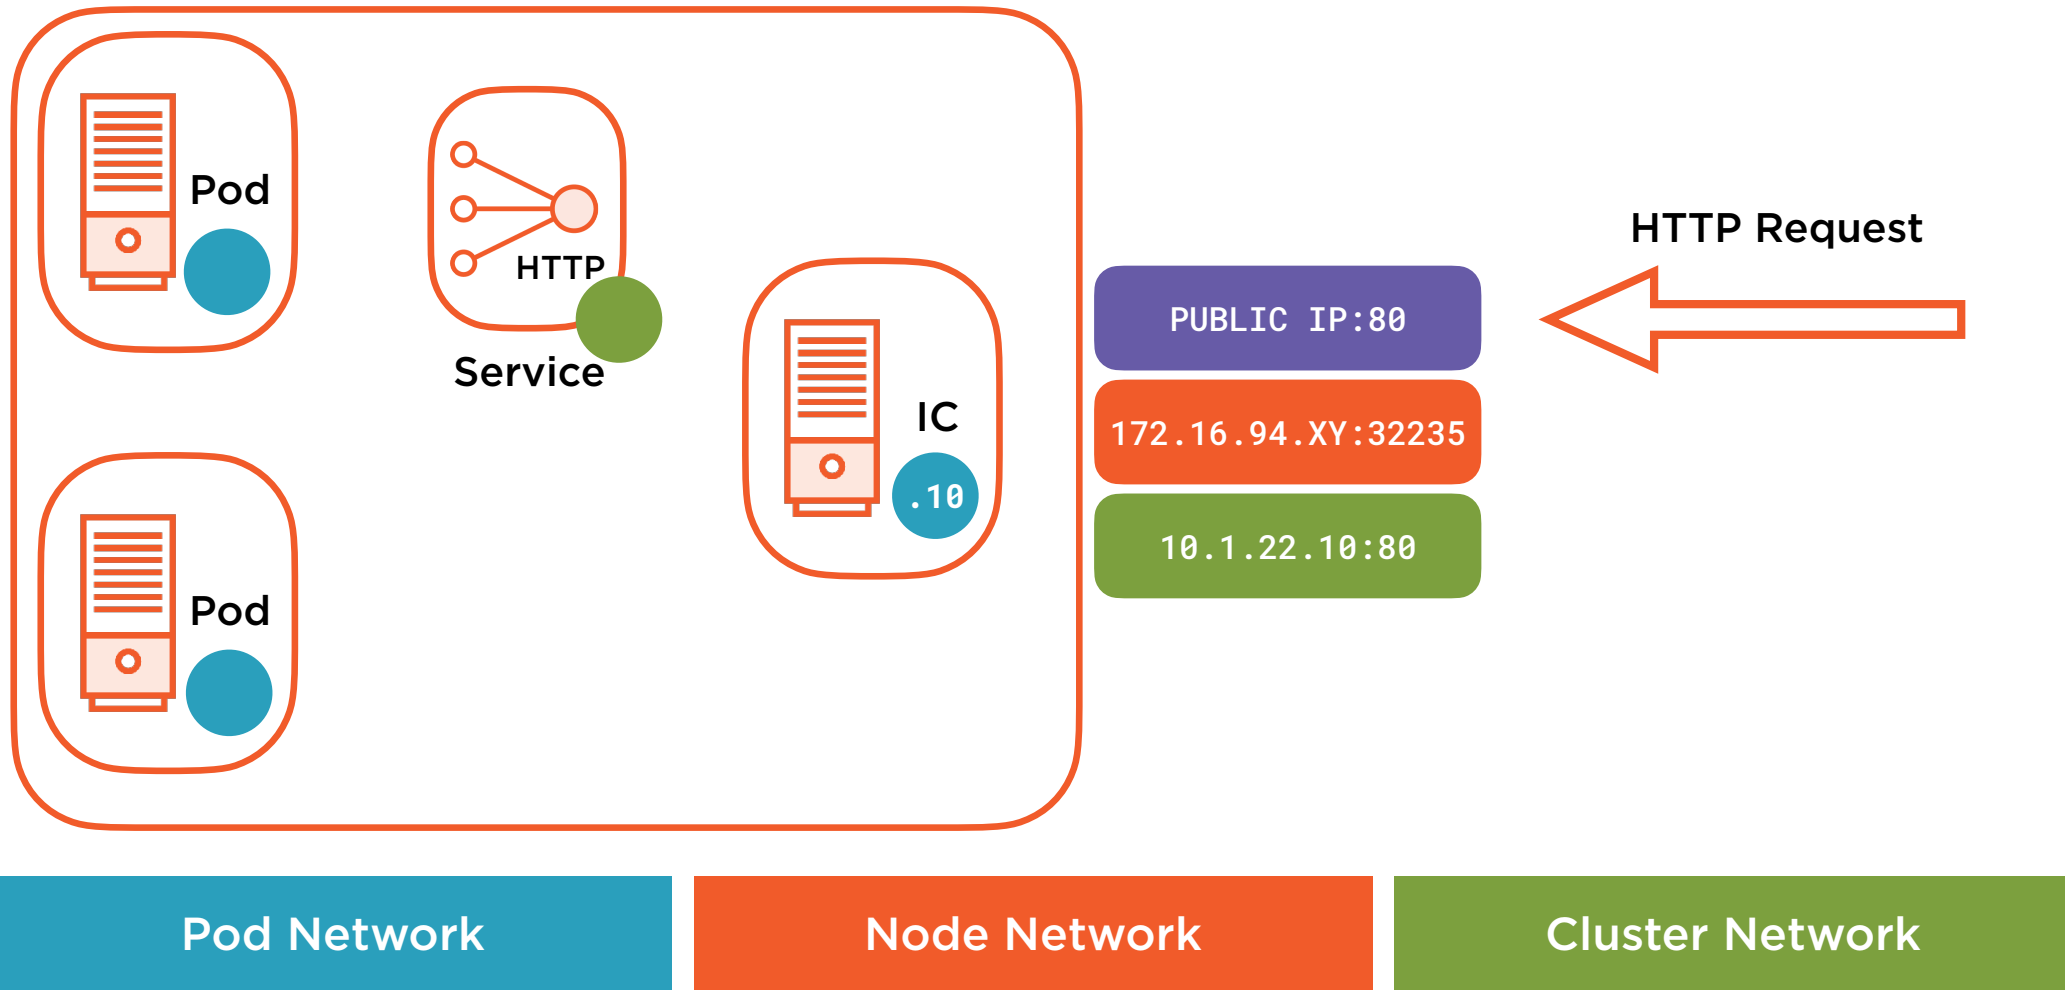 Pod
HTTP
Service
Pod
IC
.10
PUBLIC IP:80
172.16.94.XY:32235
10.1.22.10:80
HTTP Request
Pod Network
Node Network
Cluster Network